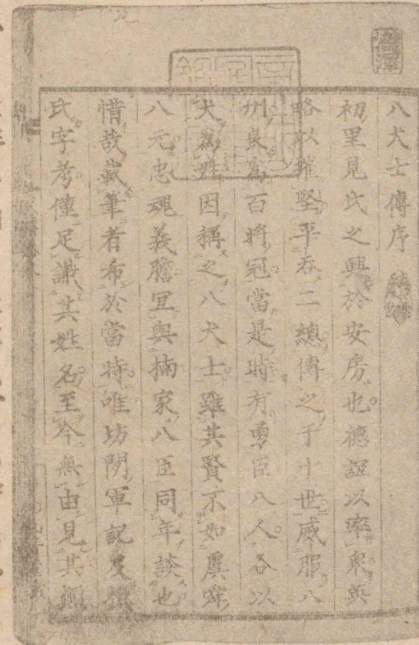 八犬士傳序
初里見氏之興於安房也德誼以率衆英
略以摧堅平吞二總傳之于十世威服八
州良爲百將冠當是時有勇臣八人各以
犬爲姓因稱之八犬士雖其賢不如虞舜
八元忠魂義膽宜與楠家八臣同年談也
惜哉載筆者希於當時唯坊間軍記及槙
氏字考僅足識其姓名至今無由見其顛